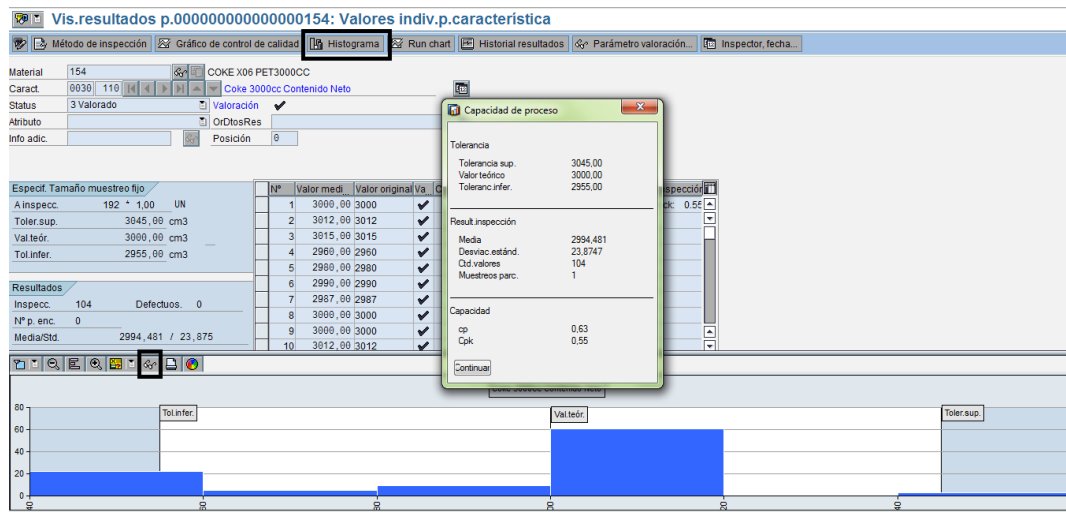 Vis.resultados p.000000000000000154: Valores indiv.p.característica
Método de inspección Gráfico de control de calidad Histograma Run chart Historial resultados Parámetro valoración... Inspector, fecha...
Material 154 COKE X06 PET3000CC
Caract. 0030 110 Coke 3000cc Contenido Neto
Status 3 Valorado Valoración
Atributo OrDtosRes
Info adic. Posición 0
Capacidad de proceso
Tolerancia
Tolerancia sup. 3045,00
Valor teórico 3000,00
Toleranc.infer. 2955,00
Result.inspección
Media 2994,481
Desviac.estánd. 23,8747
Ctd.valores 104
Muestreos parc. 1
Capacidad
cp 0,63
Cpk 0,55
Continuar
Especif. Tamaño muestreo fijo
A inspecc. 192 * 1,00 UN
Toler.sup. 3045,00 cm3
Val.teór. 3000,00 cm3
Tol.infer. 2955,00 cm3
Resultados
Inspecc. 104 Defectuos. 0
Nº p. enc. 0
Media/Std. 2994,481 / 23,875
Nº Valor medi... Valor original Va... C
1 3000,00 3000
2 3012,00 3012
3 3015,00 3015
4 2960,00 2960
5 2980,00 2980
6 2990,00 2990
7 2987,00 2987
8 3000,00 3000
9 3000,00 3000
10 3012,00 3012
spección
ck: 0.55
Coke 3000cc Contenido Neto
Tol.infer. Val.teór. Toler.sup.
80
60
40
20
0